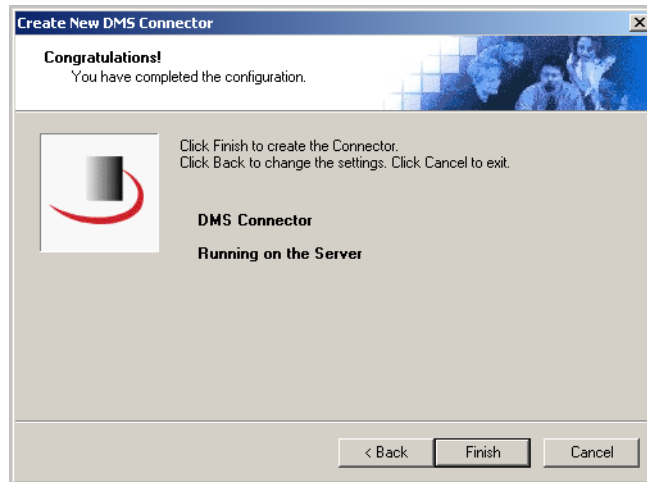 Create New DMS Connector
Congratulations!
You have completed the configuration.
Click Finish to create the Connector.
Click Back to change the settings. Click Cancel to exit.
DMS Connector
Running on the Server
< Back
Finish
Cancel